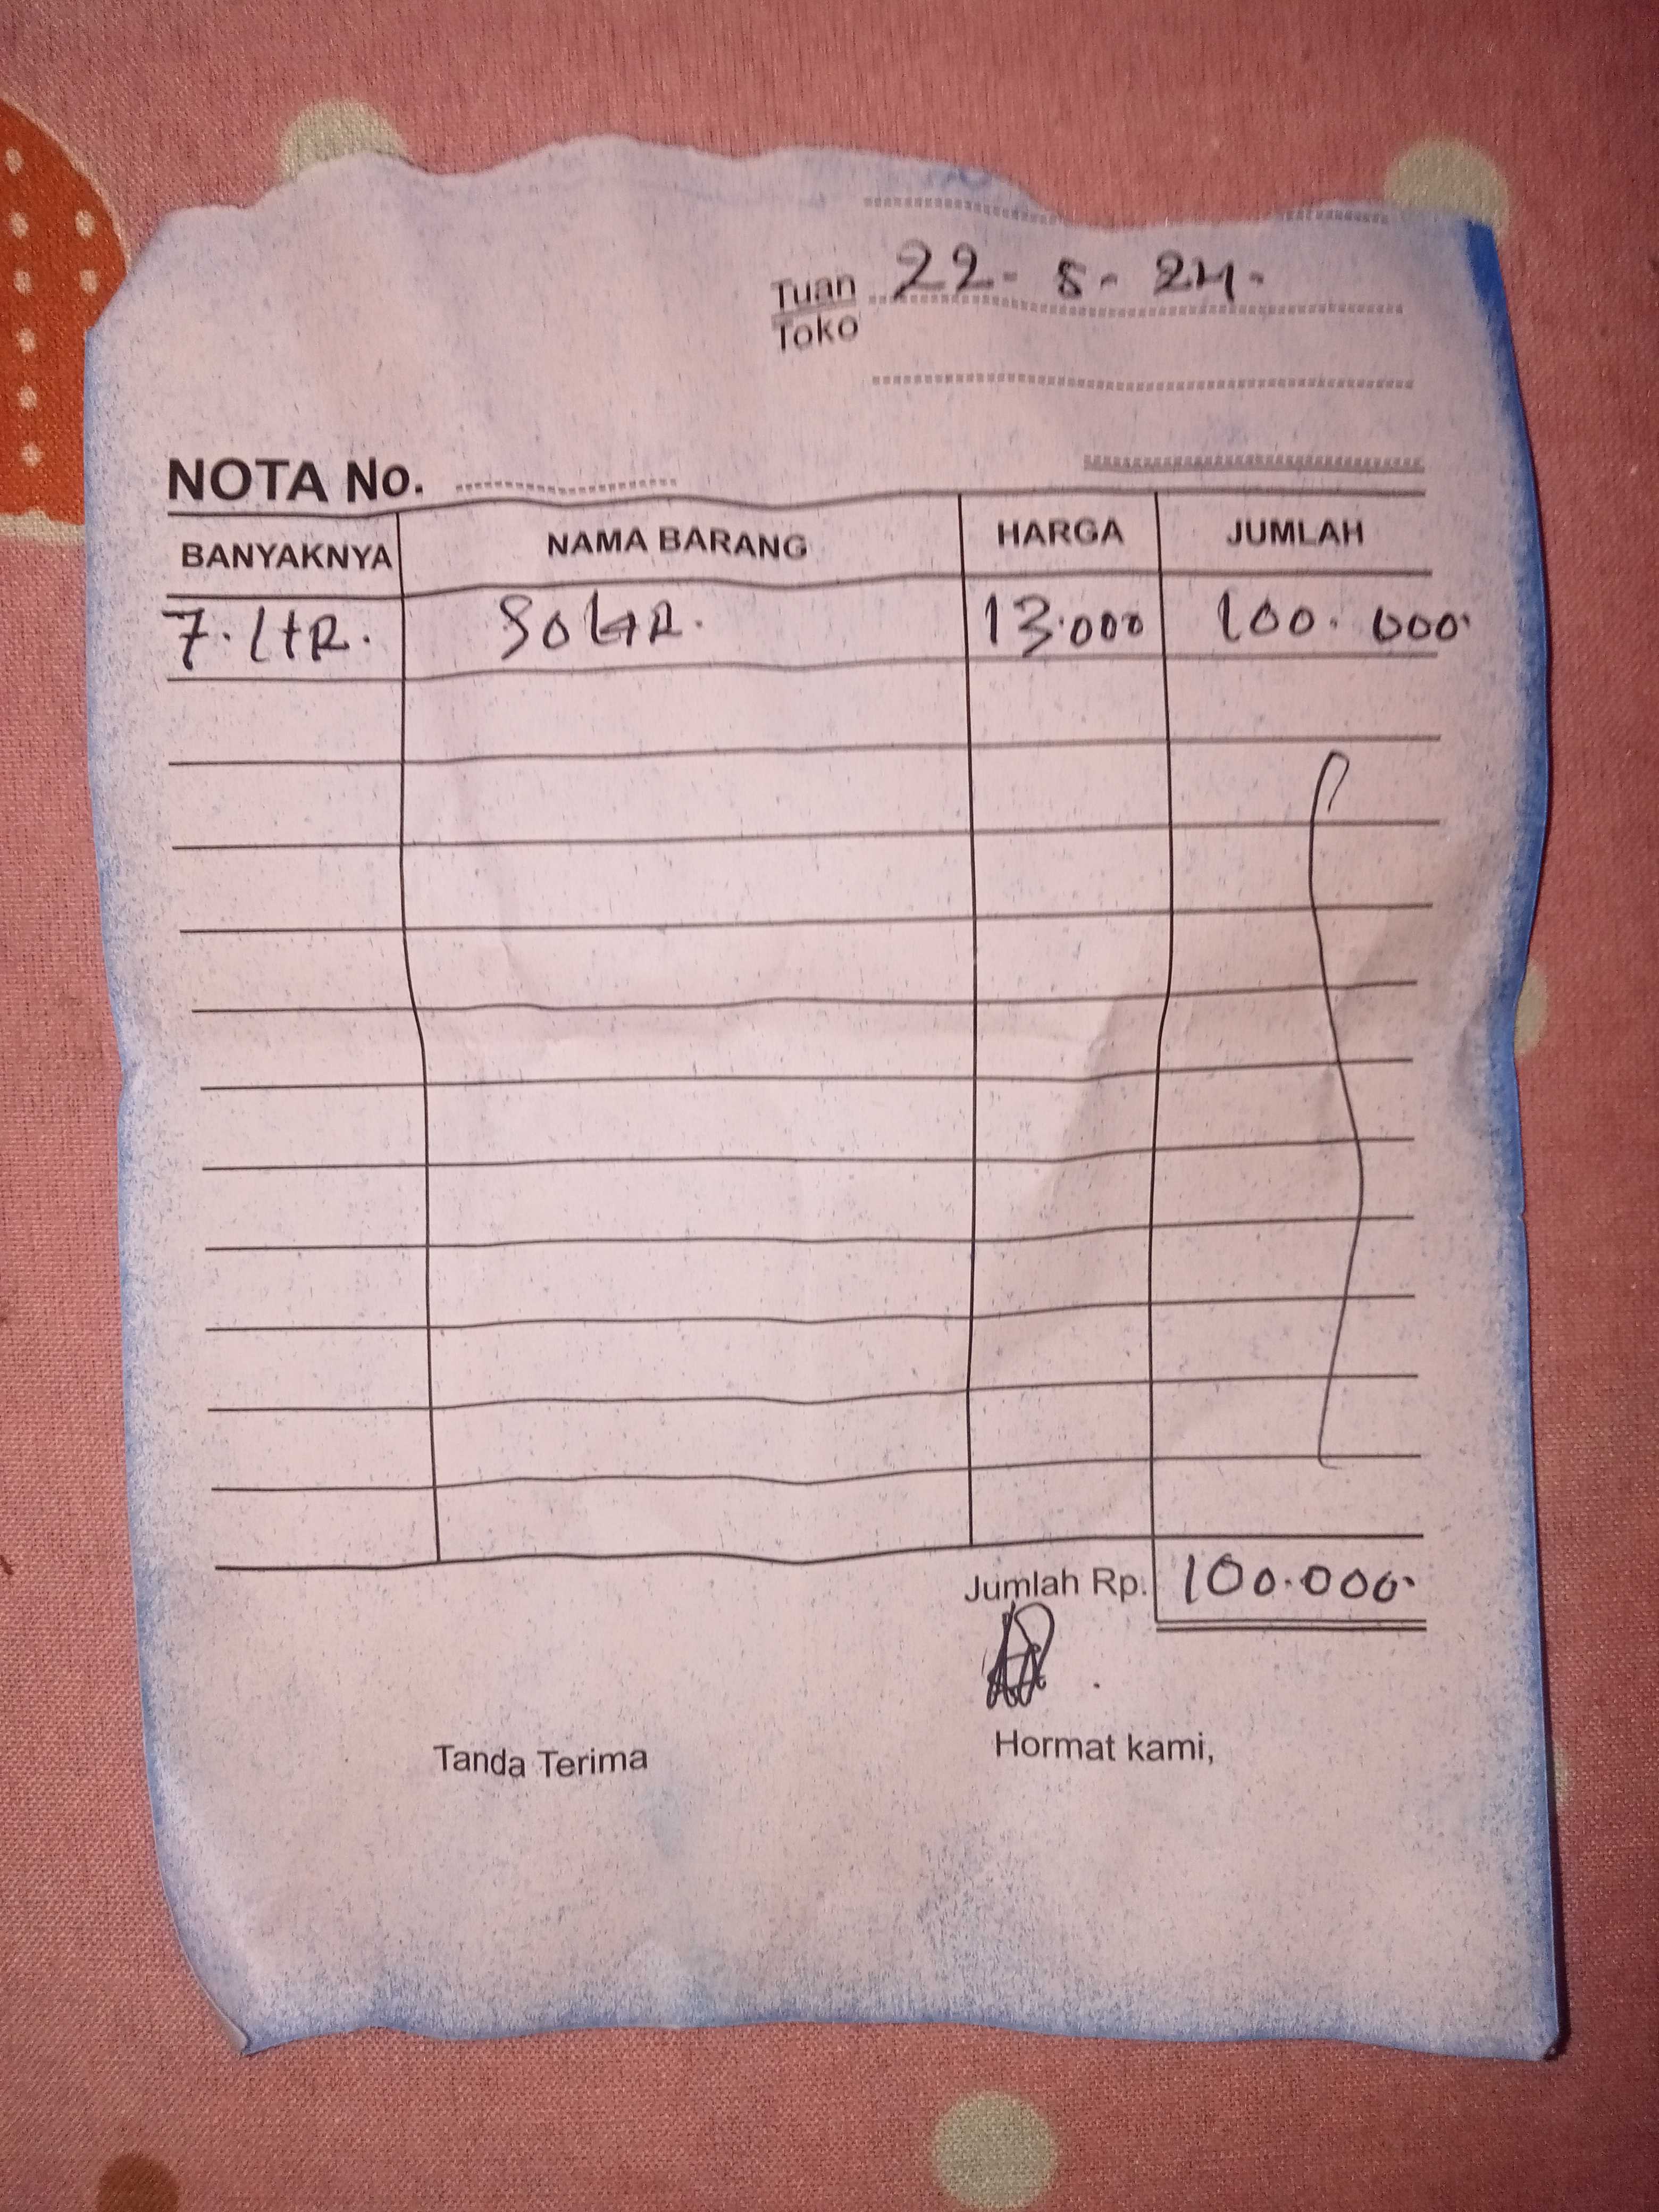 Tuan 22- 8- 24.
Toko
NOTA No.
BANYAKNYA NAMA BARANG HARGA JUMLAH
7. LtR. SolAR. 13.000 100.000
Jumlah Rp. 100.000
Tanda Terima Hormat kami,